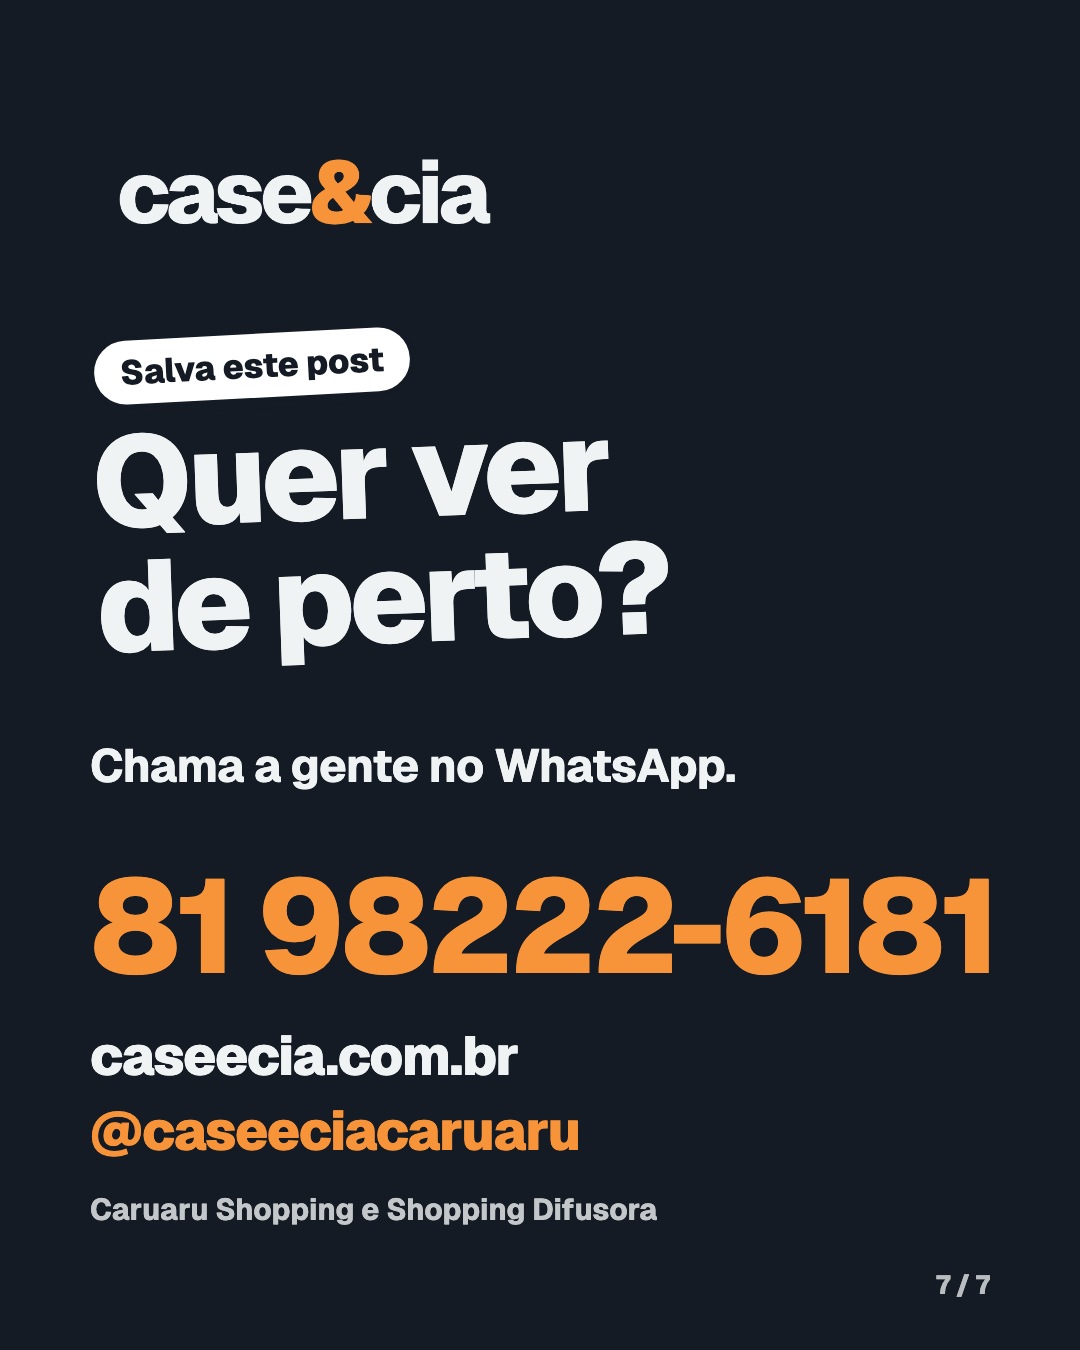 case&cia
Salva este post
Quer ver
de perto?
Chama a gente no WhatsApp.
81 98222-6181
caseecia.com.br
@caseeciacaruaru
Caruaru Shopping e Shopping Difusora
7 / 7